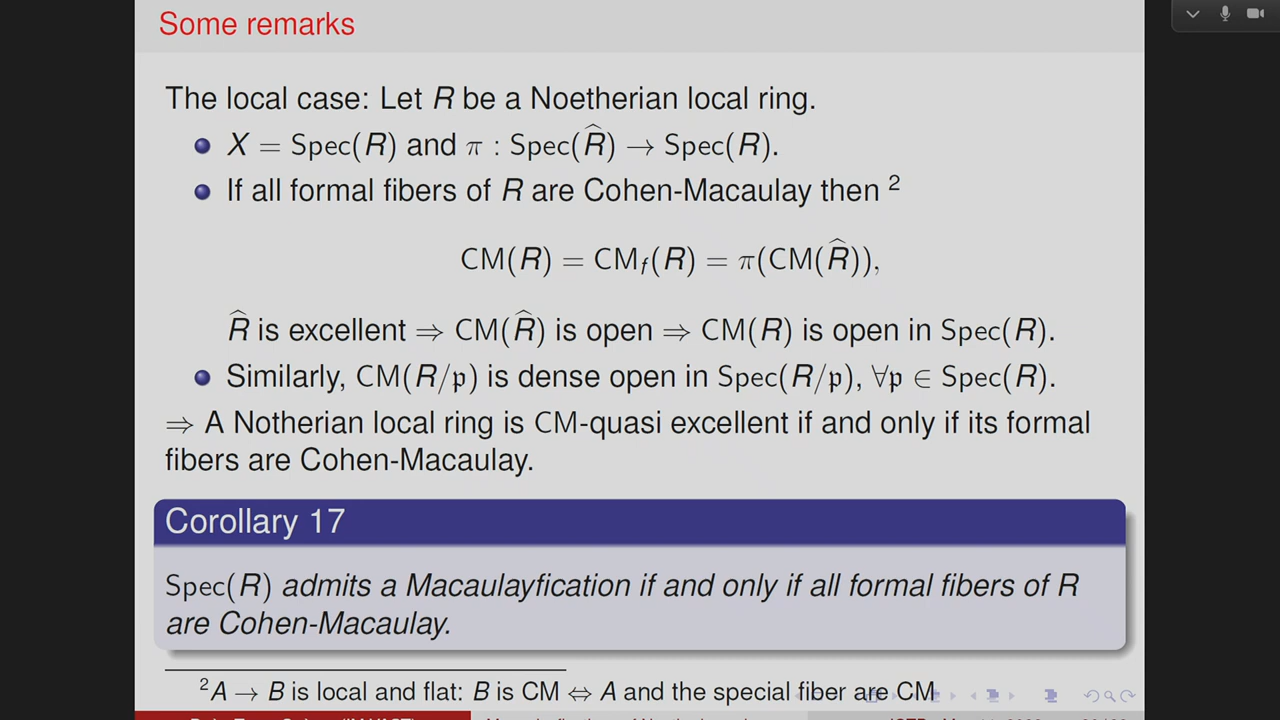 Some remarks
The local case: Let R be a Noetherian local ring.
X = Spec(R) and π : Spec(R̂) → Spec(R).
If all formal fibers of R are Cohen-Macaulay then ²
CM(R) = CM_f(R) = π(CM(R̂)),
R̂ is excellent ⇒ CM(R̂) is open ⇒ CM(R) is open in Spec(R).
Similarly, CM(R/𝔭) is dense open in Spec(R/𝔭), ∀𝔭 ∈ Spec(R).
⇒ A Notherian local ring is CM-quasi excellent if and only if its formal
fibers are Cohen-Macaulay.
Corollary 17
Spec(R) admits a Macaulayfication if and only if all formal fibers of R
are Cohen-Macaulay.
²A → B is local and flat: B is CM ⇔ A and the special fiber are CM